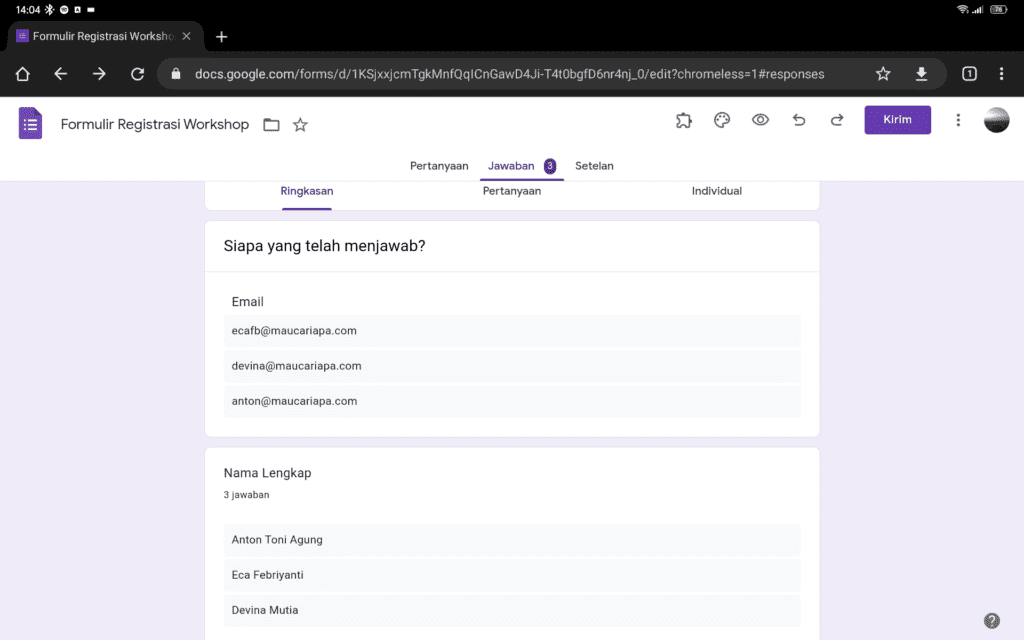 14:04
76
Formulir Registrasi Worksho
docs.google.com/forms/d/1KSjxxjcmTgkMnfQqICnGawD4Ji-T4t0bgfD6nr4nj_0/edit?chromeless=1#responses
1
Formulir Registrasi Workshop
Kirim
Pertanyaan
Jawaban 3
Setelan
Ringkasan
Pertanyaan
Individual
Siapa yang telah menjawab?
Email
ecafb@maucariapa.com
devina@maucariapa.com
anton@maucariapa.com
Nama Lengkap
3 jawaban
Anton Toni Agung
Eca Febriyanti
Devina Mutia